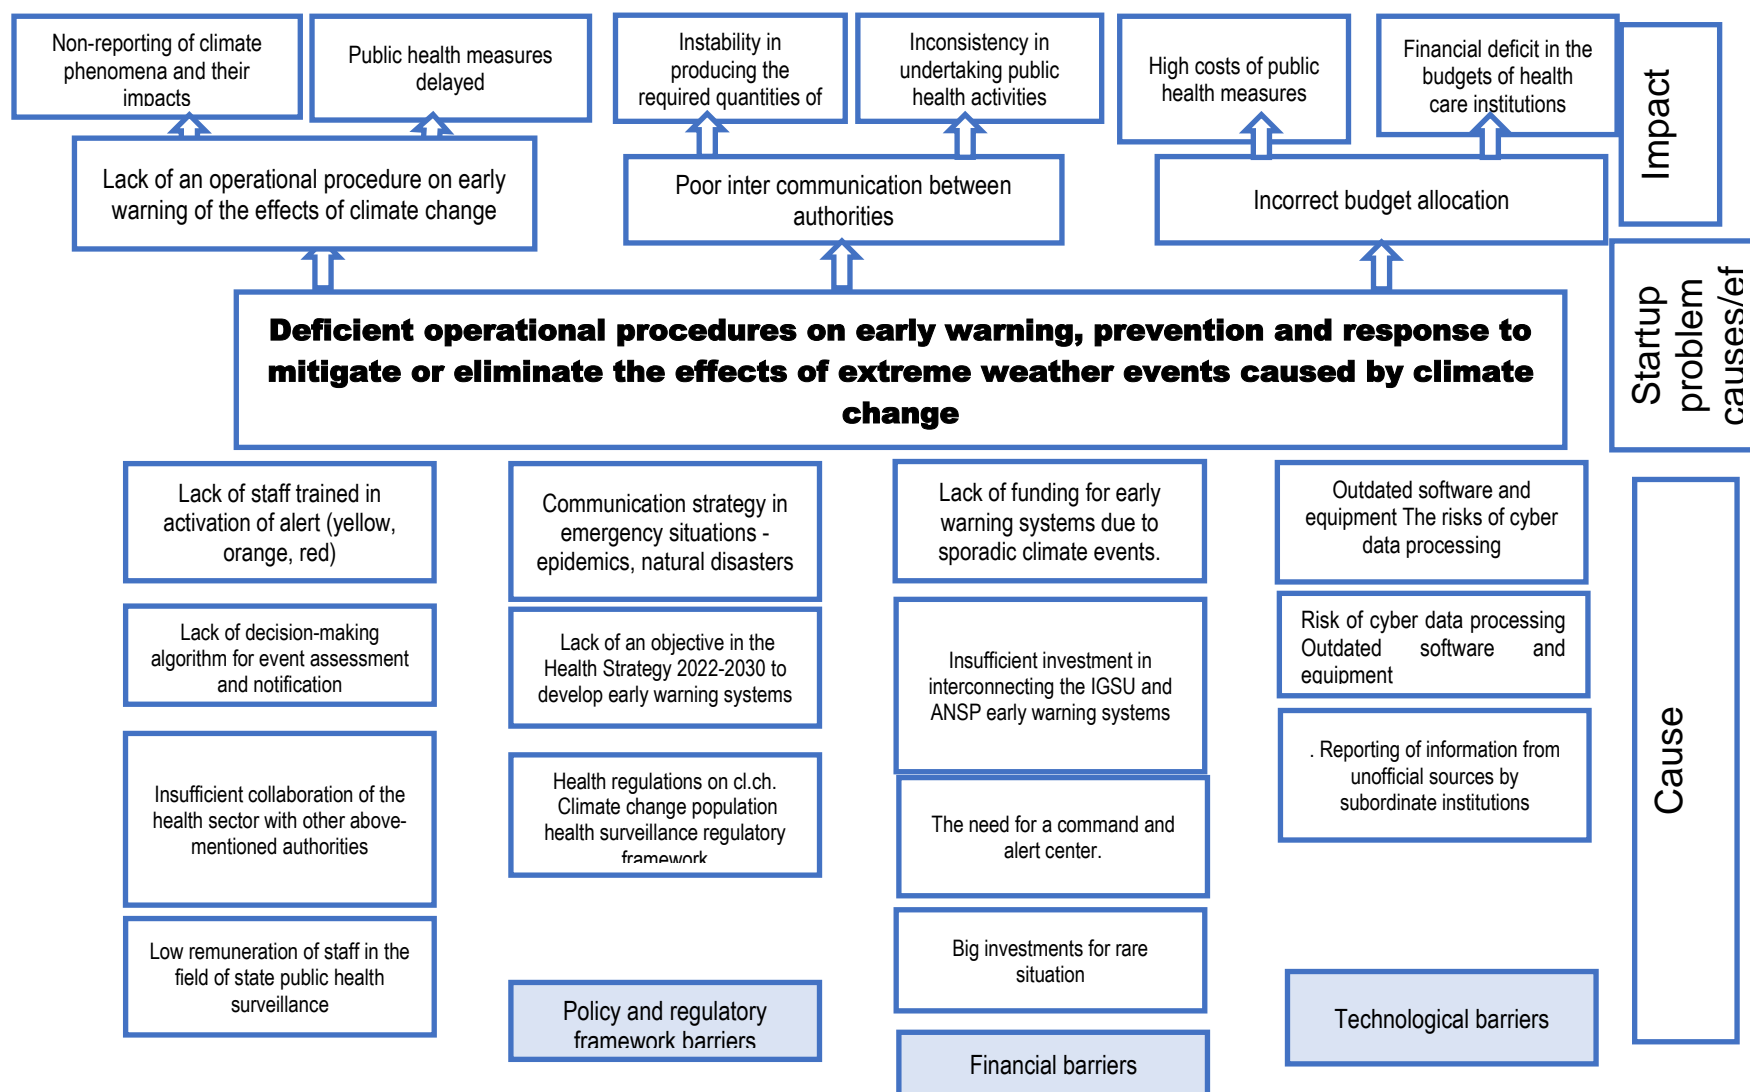 Non-reporting of climate
phenomena and their
impacts
Public health measures
delayed
Instability in
producing the
required quantities of
Inconsistency in
undertaking public
health activities
High costs of public
health measures
Financial deficit in the
budgets of health
care institutions
Impact
Lack of an operational procedure on early
warning of the effects of climate change
Poor inter communication between
authorities
Incorrect budget allocation
Deficient operational procedures on early warning, prevention and response to
mitigate or eliminate the effects of extreme weather events caused by climate
change
Startup
problem
causes/ef
Lack of staff trained in
activation of alert (yellow,
orange, red)
Lack of decision-making
algorithm for event assessment
and notification
Insufficient collaboration of the
health sector with other above-
mentioned authorities
Low remuneration of staff in the
field of state public health
surveillance
Communication strategy in
emergency situations -
epidemics, natural disasters
Lack of an objective in the
Health Strategy 2022-2030 to
develop early warning systems
Health regulations on cl.ch.
Climate change population
health surveillance regulatory
framework
Policy and regulatory
framework barriers
Lack of funding for early
warning systems due to
sporadic climate events.
Insufficient investment in
interconnecting the IGSU and
ANSP early warning systems
The need for a command and
alert center.
Big investments for rare
situation
Financial barriers
Outdated software and
equipment The risks of cyber
data processing
Risk of cyber data processing
Outdated software and
equipment
. Reporting of information from
unofficial sources by
subordinate institutions
Technological barriers
Cause